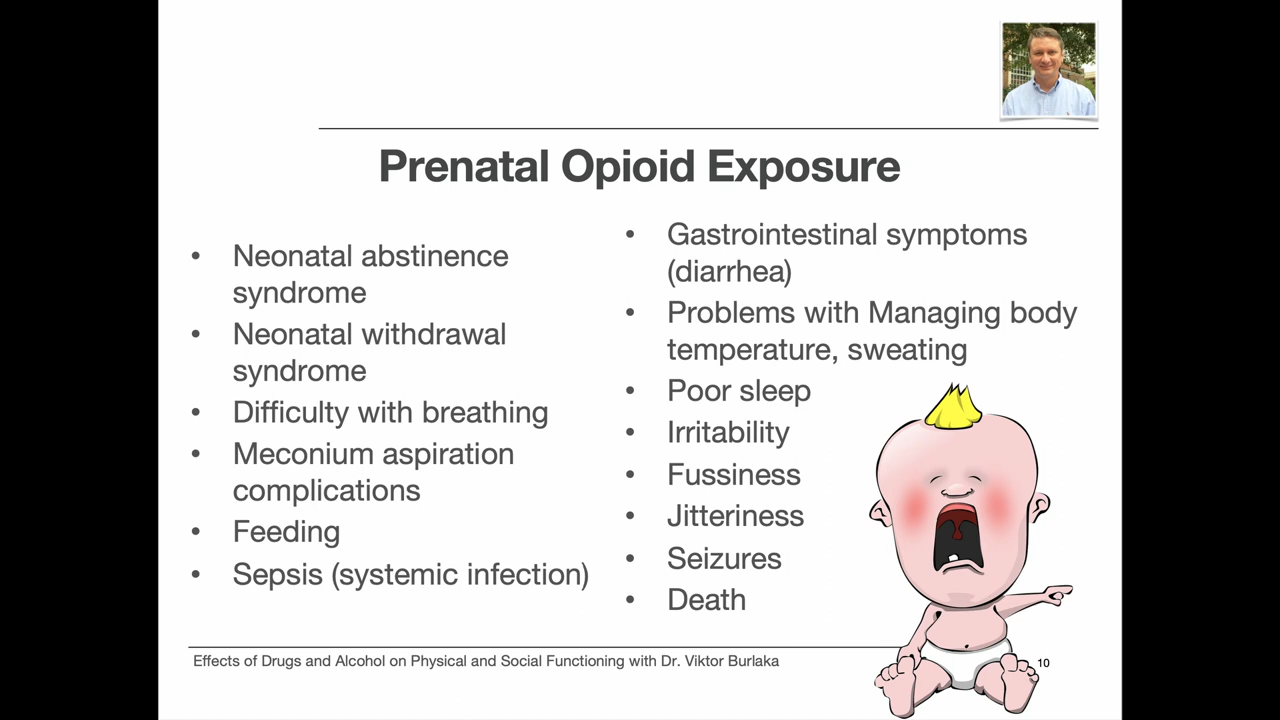 Prenatal Opioid Exposure
• Neonatal abstinence
syndrome
• Neonatal withdrawal
syndrome
• Difficulty with breathing
• Meconium aspiration
complications
• Feeding
• Sepsis (systemic infection)
• Gastrointestinal symptoms
(diarrhea)
• Problems with Managing body
temperature, sweating
• Poor sleep
• Irritability
• Fussiness
• Jitteriness
• Seizures
• Death
Effects of Drugs and Alcohol on Physical and Social Functioning with Dr. Viktor Burlaka
10